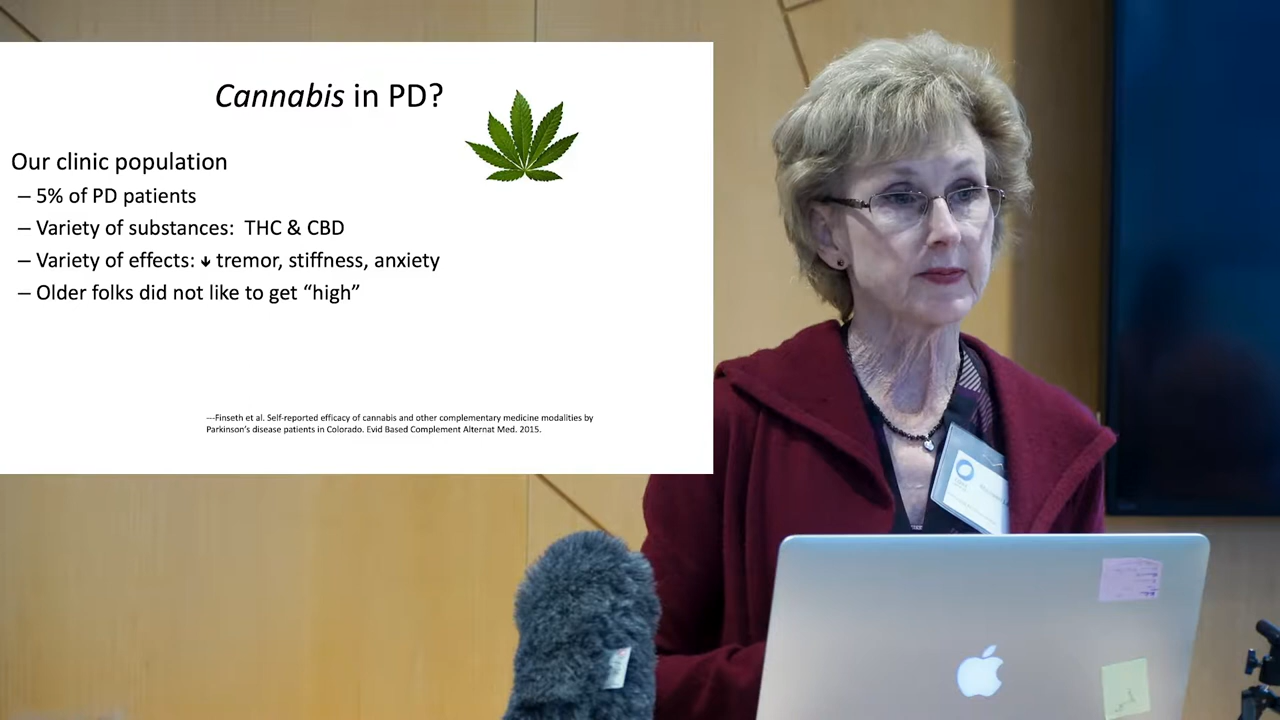 Cannabis in PD?
Our clinic population
– 5% of PD patients
– Variety of substances:  THC & CBD
– Variety of effects: ↓ tremor, stiffness, anxiety
– Older folks did not like to get “high”
---Finseth et al. Self-reported efficacy of cannabis and other complementary medicine modalities by
Parkinson’s disease patients in Colorado. Evid Based Complement Alternat Med. 2015.